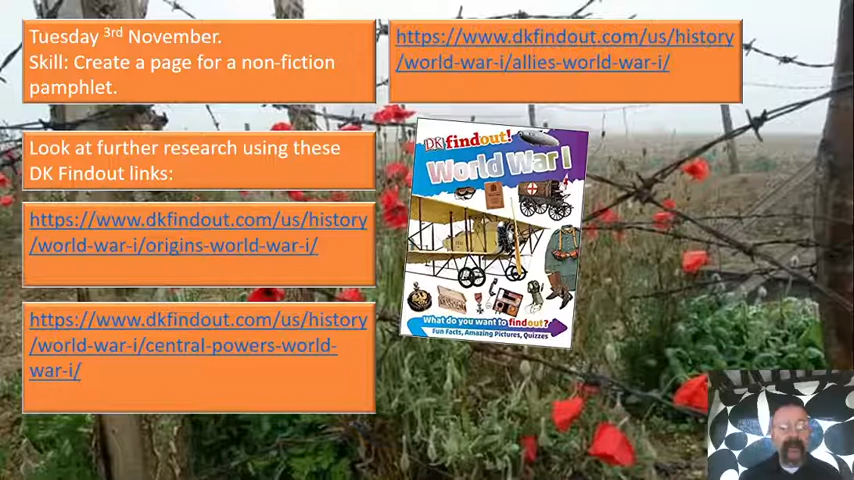 Tuesday 3rd November.
Skill: Create a page for a non-fiction
pamphlet.
https://www.dkfindout.com/us/history
/world-war-i/allies-world-war-i/
Look at further research using these
DK Findout links:
https://www.dkfindout.com/us/history
/world-war-i/origins-world-war-i/
https://www.dkfindout.com/us/history
/world-war-i/central-powers-world-
war-i/
DK findout!
World War I
What do you want to findout?
Fun Facts, Amazing Pictures, Quizzes